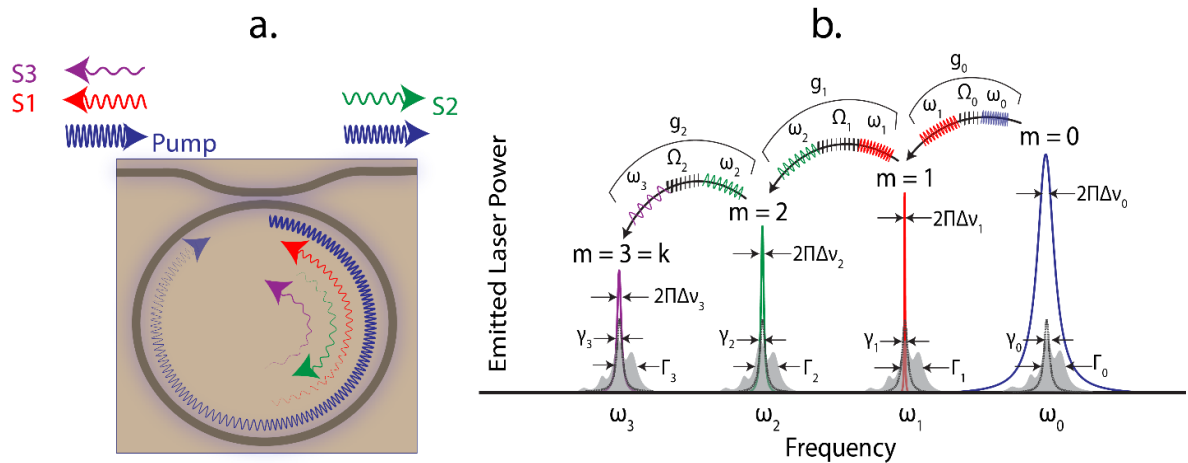 a.
S3
S1
S2
Pump
b.
Emitted Laser Power
g₀
ω₁ Ω₀ ω₀
g₁
ω₂ Ω₁ ω₁
g₂
ω₃ Ω₂ ω₂
m = 0
m = 1
m = 2
m = 3 = k
2ΠΔν₀
2ΠΔν₁
2ΠΔν₂
2ΠΔν₃
γ₃ Γ₃ γ₂ Γ₂ γ₁ Γ₁ γ₀ Γ₀
ω₃ ω₂ ω₁ ω₀
Frequency